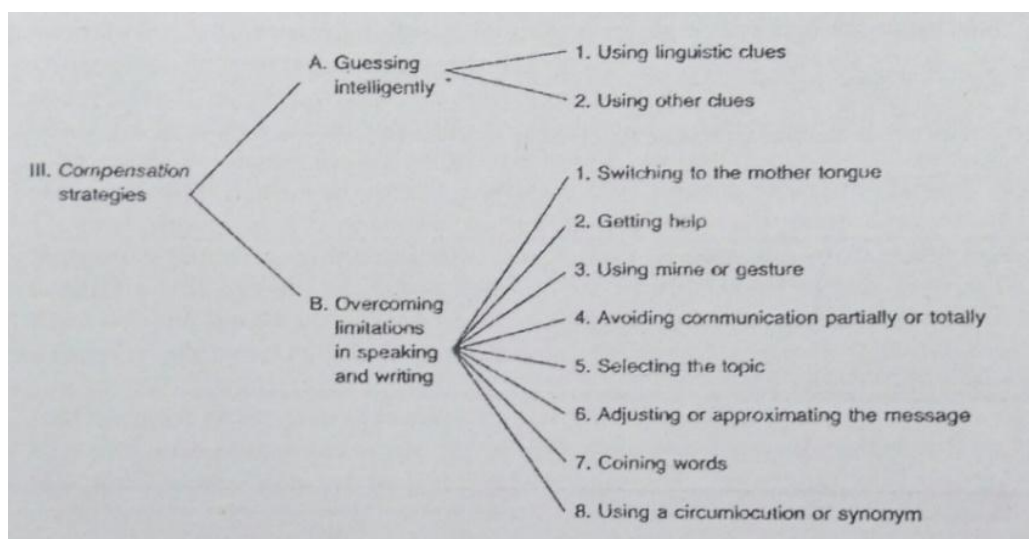 III. Compensation
strategies
A. Guessing
intelligently
1. Using linguistic clues
2. Using other clues
B. Overcoming
limitations
in speaking
and writing
1. Switching to the mother tongue
2. Getting help
3. Using mime or gesture
4. Avoiding communication partially or totally
5. Selecting the topic
6. Adjusting or approximating the message
7. Coining words
8. Using a circumlocution or synonym